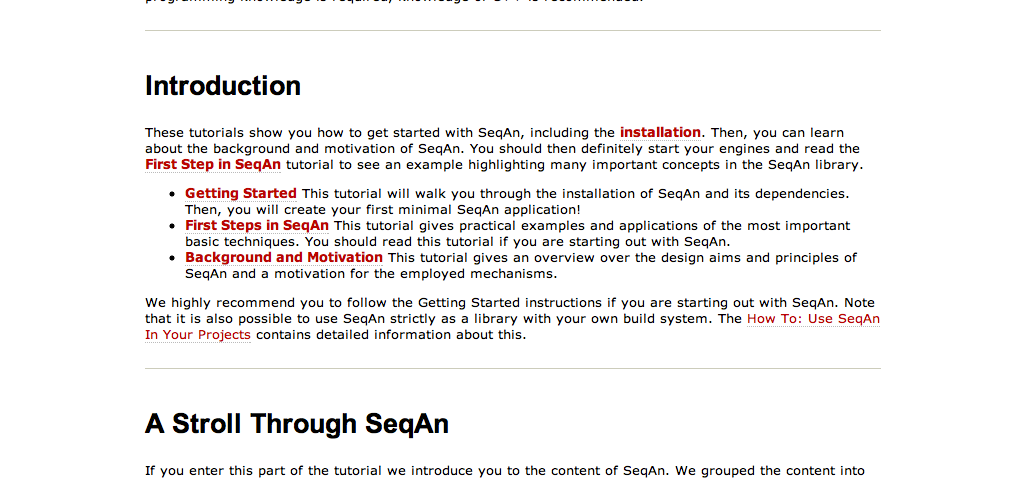 Introduction
These tutorials show you how to get started with SeqAn, including the installation. Then, you can learn
about the background and motivation of SeqAn. You should then definitely start your engines and read the
First Step in SeqAn tutorial to see an example highlighting many important concepts in the SeqAn library.
• Getting Started This tutorial will walk you through the installation of SeqAn and its dependencies.
Then, you will create your first minimal SeqAn application!
• First Steps in SeqAn This tutorial gives practical examples and applications of the most important
basic techniques. You should read this tutorial if you are starting out with SeqAn.
• Background and Motivation This tutorial gives an overview over the design aims and principles of
SeqAn and a motivation for the employed mechanisms.
We highly recommend you to follow the Getting Started instructions if you are starting out with SeqAn. Note
that it is also possible to use SeqAn strictly as a library with your own build system. The How To: Use SeqAn
In Your Projects contains detailed information about this.
A Stroll Through SeqAn
If you enter this part of the tutorial we introduce you to the content of SeqAn. We grouped the content into